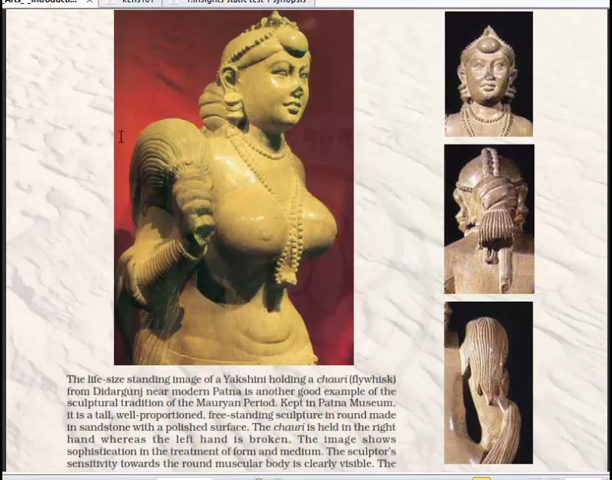 The life-size standing image of a Yakshini holding a chauri (flywhisk)
from Didargunj near modern Patna is another good example of the
sculptural tradition of the Mauryan Period. Kept in Patna Museum,
it is a tall, well-proportioned, free-standing sculpture in round made
in sandstone with a polished surface. The chauri is held in the right
hand whereas the left hand is broken. The image shows
sophistication in the treatment of form and medium. The sculptor's
sensitivity towards the round muscular body is clearly visible. The